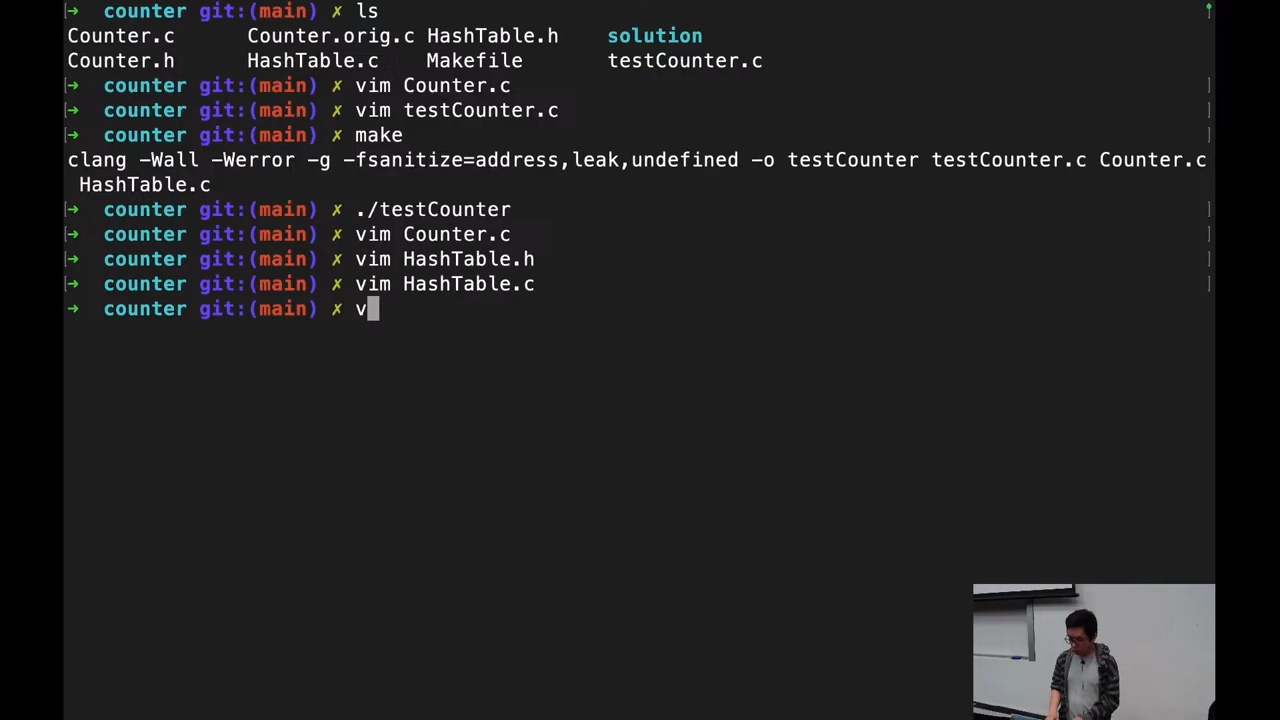 ➜ counter git:(main) ✗ ls
Counter.c Counter.orig.c HashTable.h solution
Counter.h HashTable.c Makefile testCounter.c
➜ counter git:(main) ✗ vim Counter.c
➜ counter git:(main) ✗ vim testCounter.c
➜ counter git:(main) ✗ make
clang -Wall -Werror -g -fsanitize=address,leak,undefined -o testCounter testCounter.c Counter.c
HashTable.c
➜ counter git:(main) ✗ ./testCounter
➜ counter git:(main) ✗ vim Counter.c
➜ counter git:(main) ✗ vim HashTable.h
➜ counter git:(main) ✗ vim HashTable.c
➜ counter git:(main) ✗ v